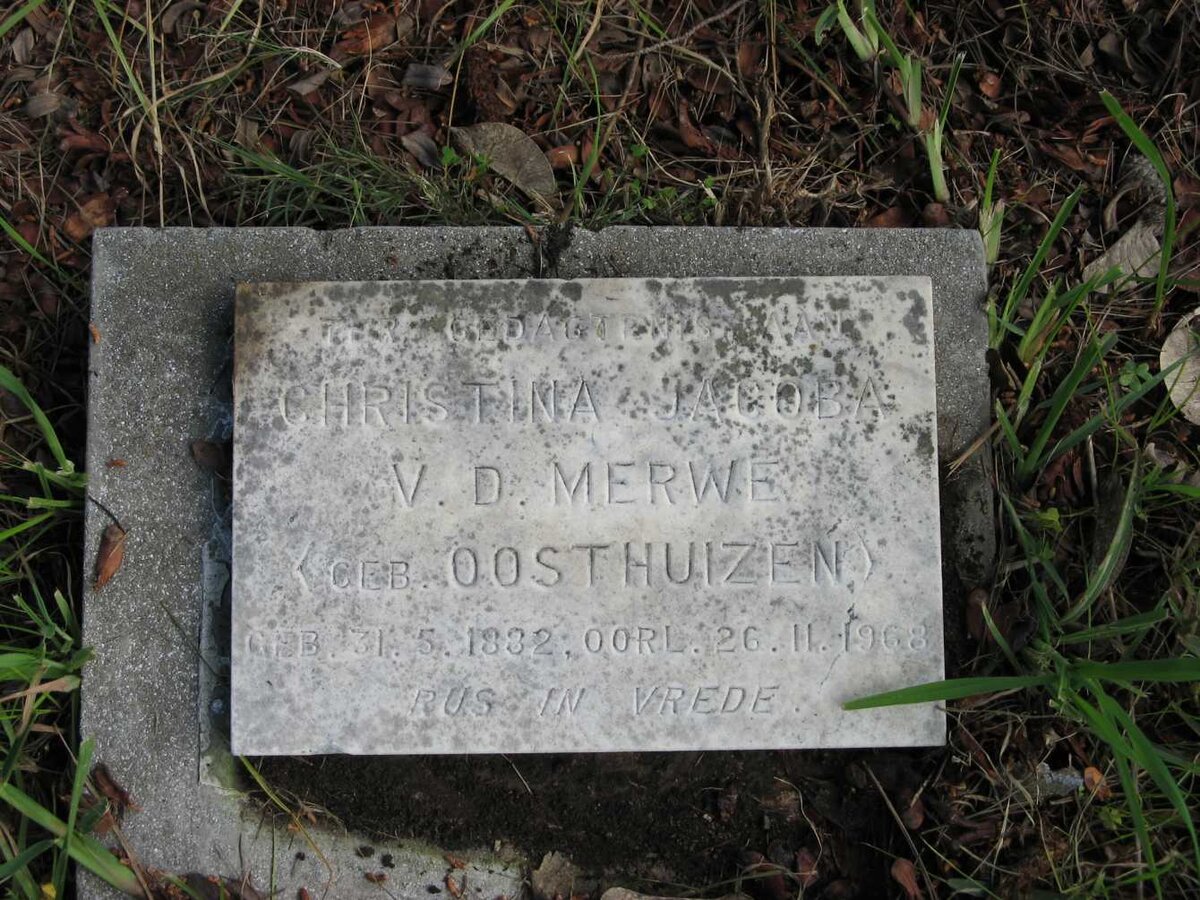 TER GEDAGTENIS AAN
CHRISTINA JACOBA
V. D. MERWE
(GEB. OOSTHUIZEN)
GEB. 31. 5. 1882, OORL. 26. 11. 1968
RUS IN VREDE.